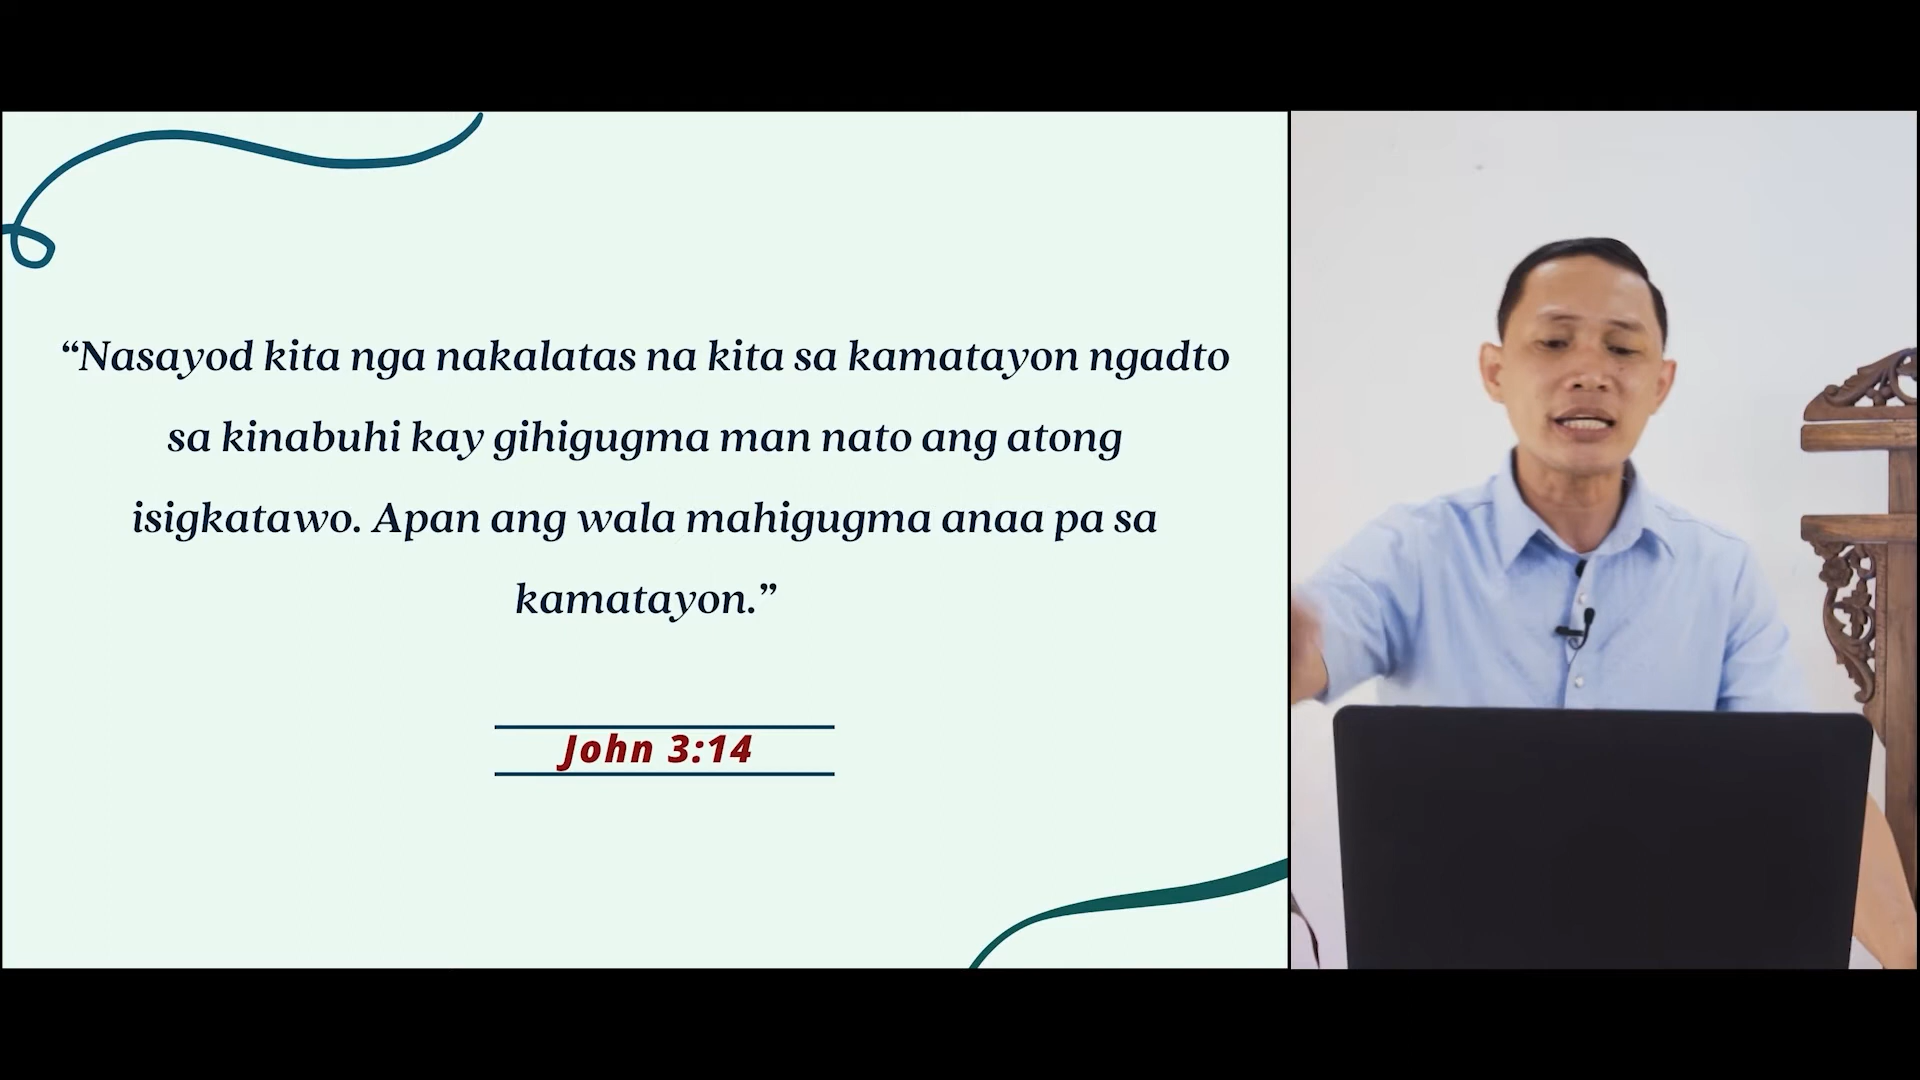 “Nasayod kita nga nakalatas na kita sa kamatayon ngadto
sa kinabuhi kay gihigugma man nato ang atong
isigkatawo. Apan ang wala mahigugma anaa pa sa
kamatayon.”
John 3:14